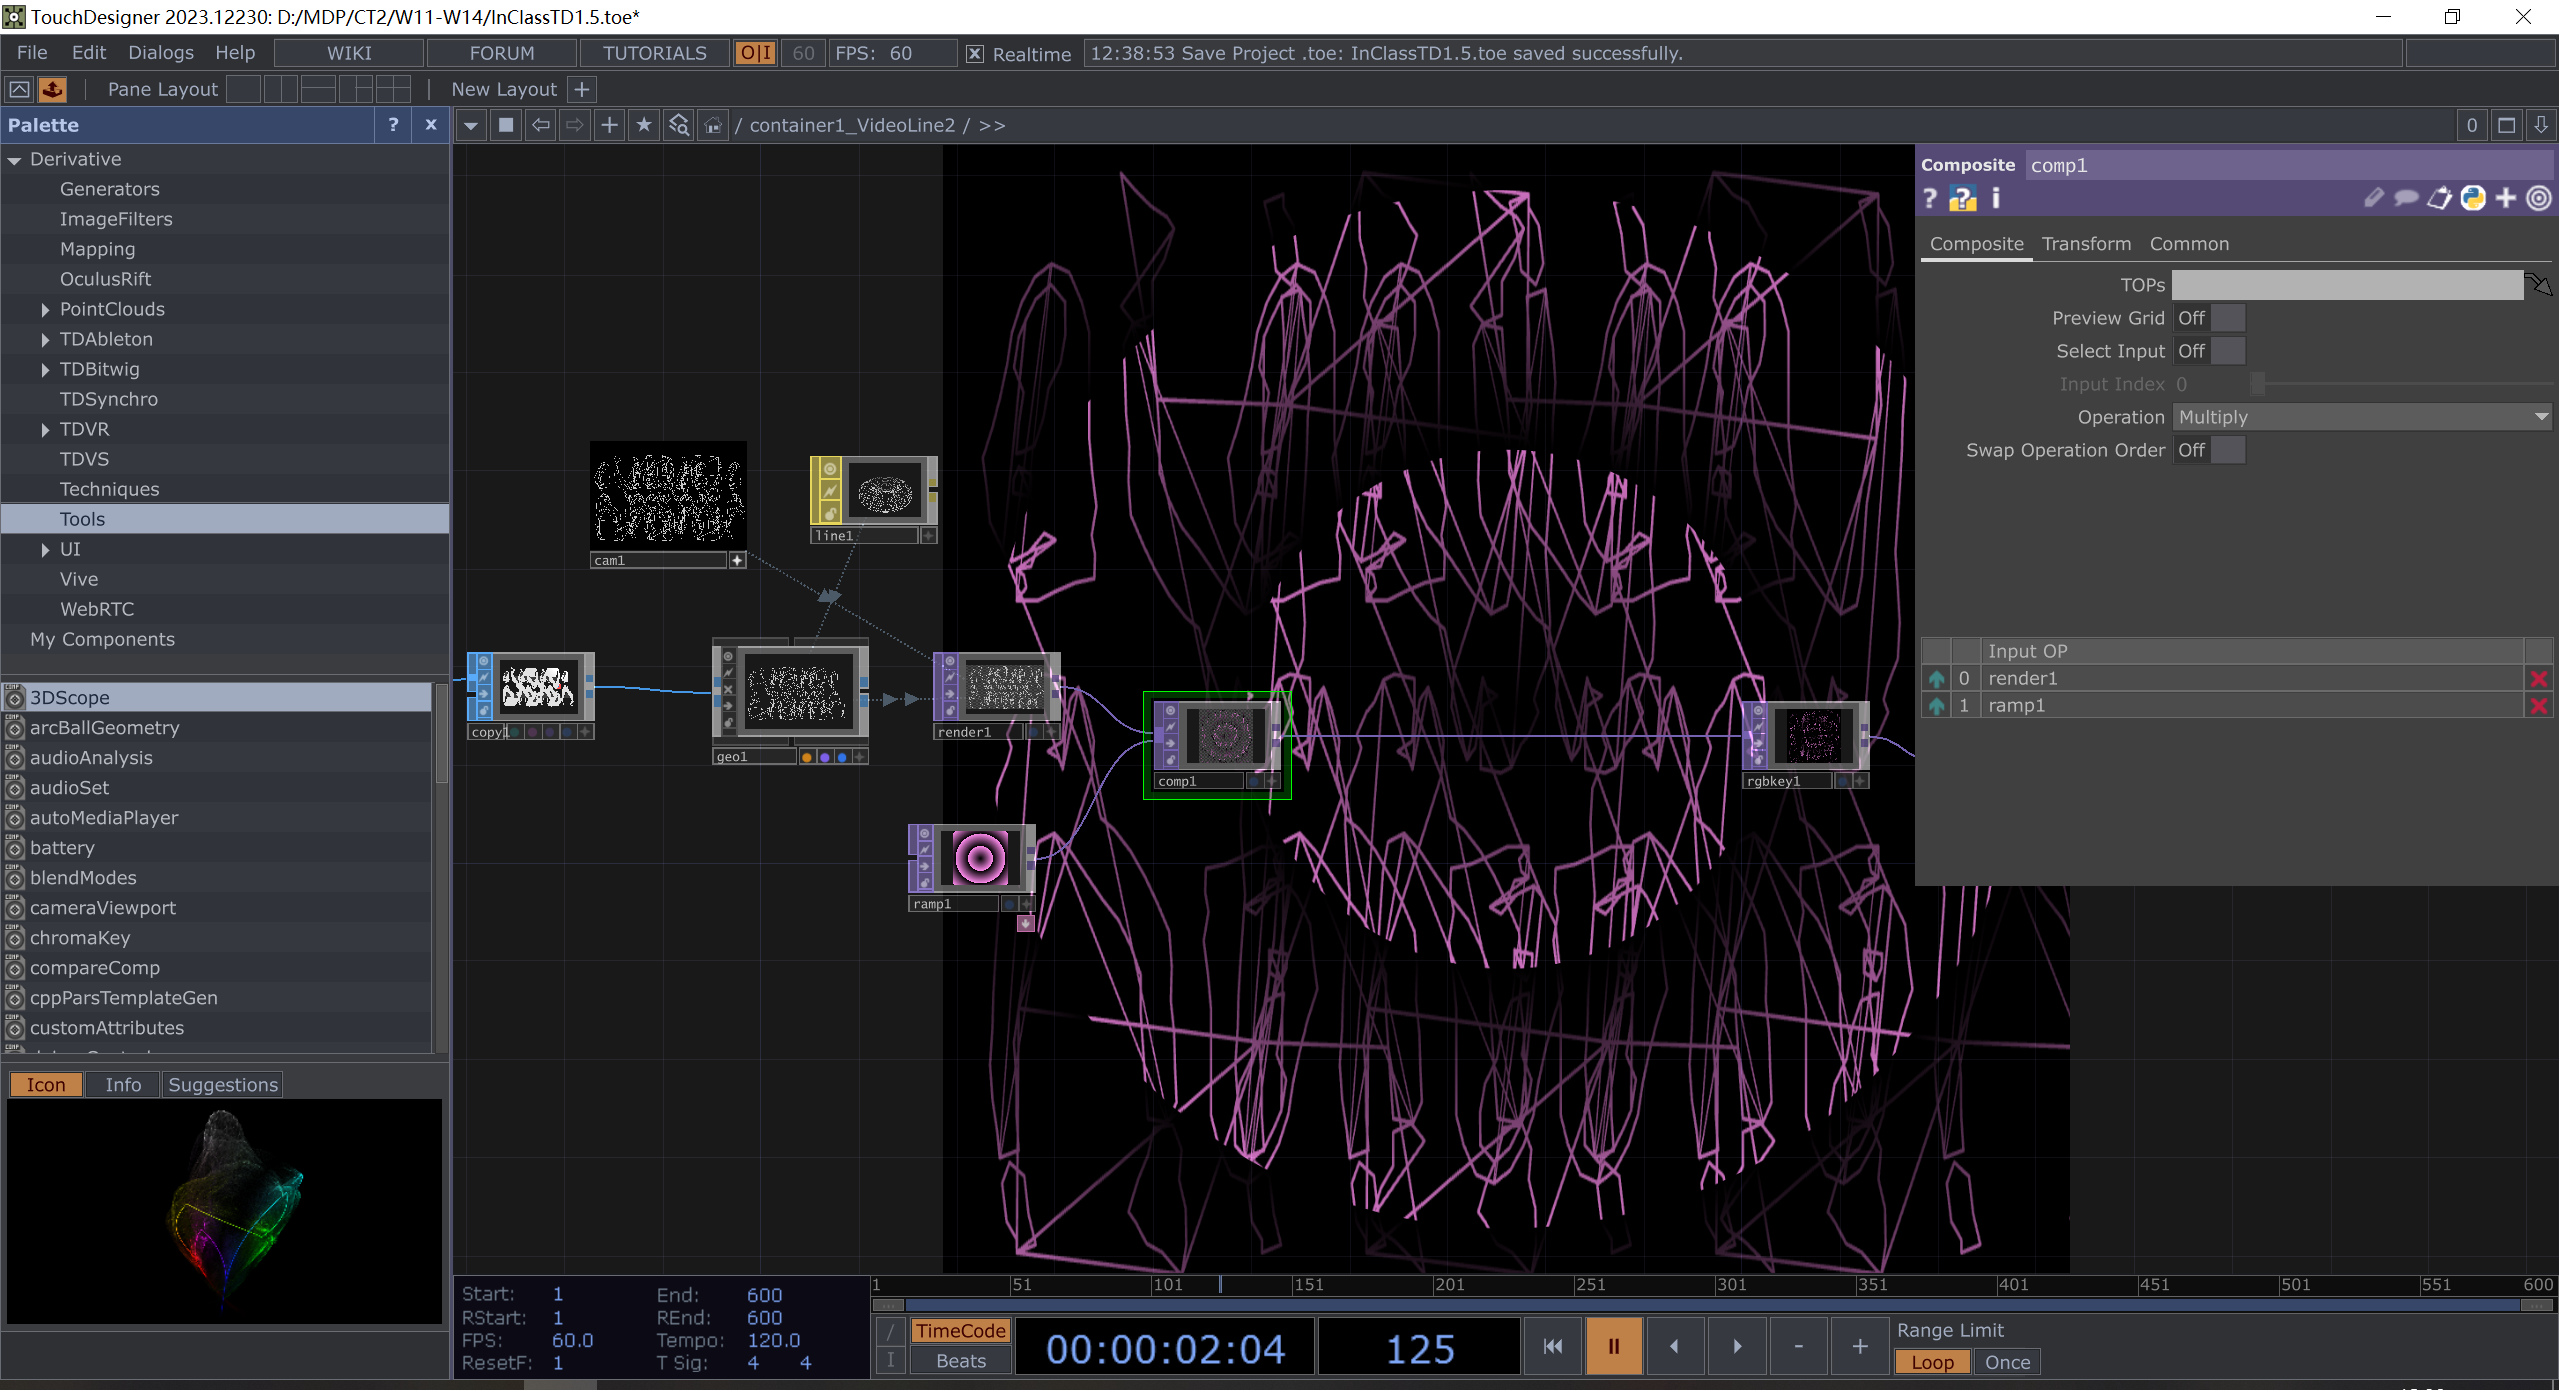 TouchDesigner 2023.12230: D:/MDP/CT2/W11-W14/InClassTD1.5.toe*
File Edit Dialogs Help WIKI FORUM TUTORIALS O|I 60 FPS: 60 Realtime 12:38:53 Save Project .toe: InClassTD1.5.toe saved successfully.
Pane Layout New Layout +
Palette ? x / container1_VideoLine2 / >> 0
Derivative
Generators
ImageFilters
Mapping
OculusRift
PointClouds
TDAbleton
TDBitwig
TDSynchro
TDVR
TDVS
Techniques
Tools
UI
Vive
WebRTC
My Components
3DScope
arcBallGeometry
audioAnalysis
audioSet
autoMediaPlayer
battery
blendModes
cameraViewport
chromaKey
compareComp
cppParsTemplateGen
customAttributes
Icon Info Suggestions
cam1
line1
copy1
geo1
render1
ramp1
comp1
rgbkey1
Composite comp1
Composite Transform Common
TOPs
Preview Grid Off
Select Input Off
Input Index 0
Operation Multiply
Swap Operation Order Off
Input OP
0 render1
1 ramp1
Start: 1 End: 600
RStart: 1 REnd: 600
FPS: 60.0 Tempo: 120.0
ResetF: 1 T Sig: 4 4
1 51 101 151 201 251 301 351 401 451 501 551 600
TimeCode
Beats
00:00:02:04
125
- +
Range Limit
Loop Once